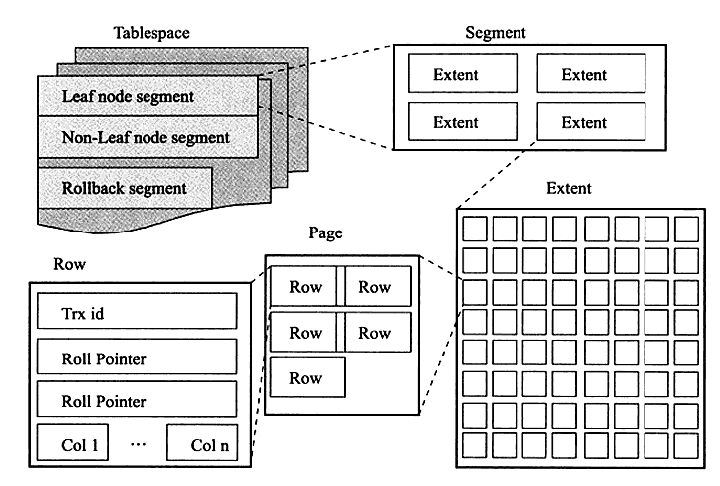 Tablespace
Leaf node segment
Non-Leaf node segment
Rollback segment
Segment
Extent Extent
Extent Extent
Extent
Page
Row Row
Row Row
Row
Row
Trx id
Roll Pointer
Roll Pointer
Col 1 ... Col n